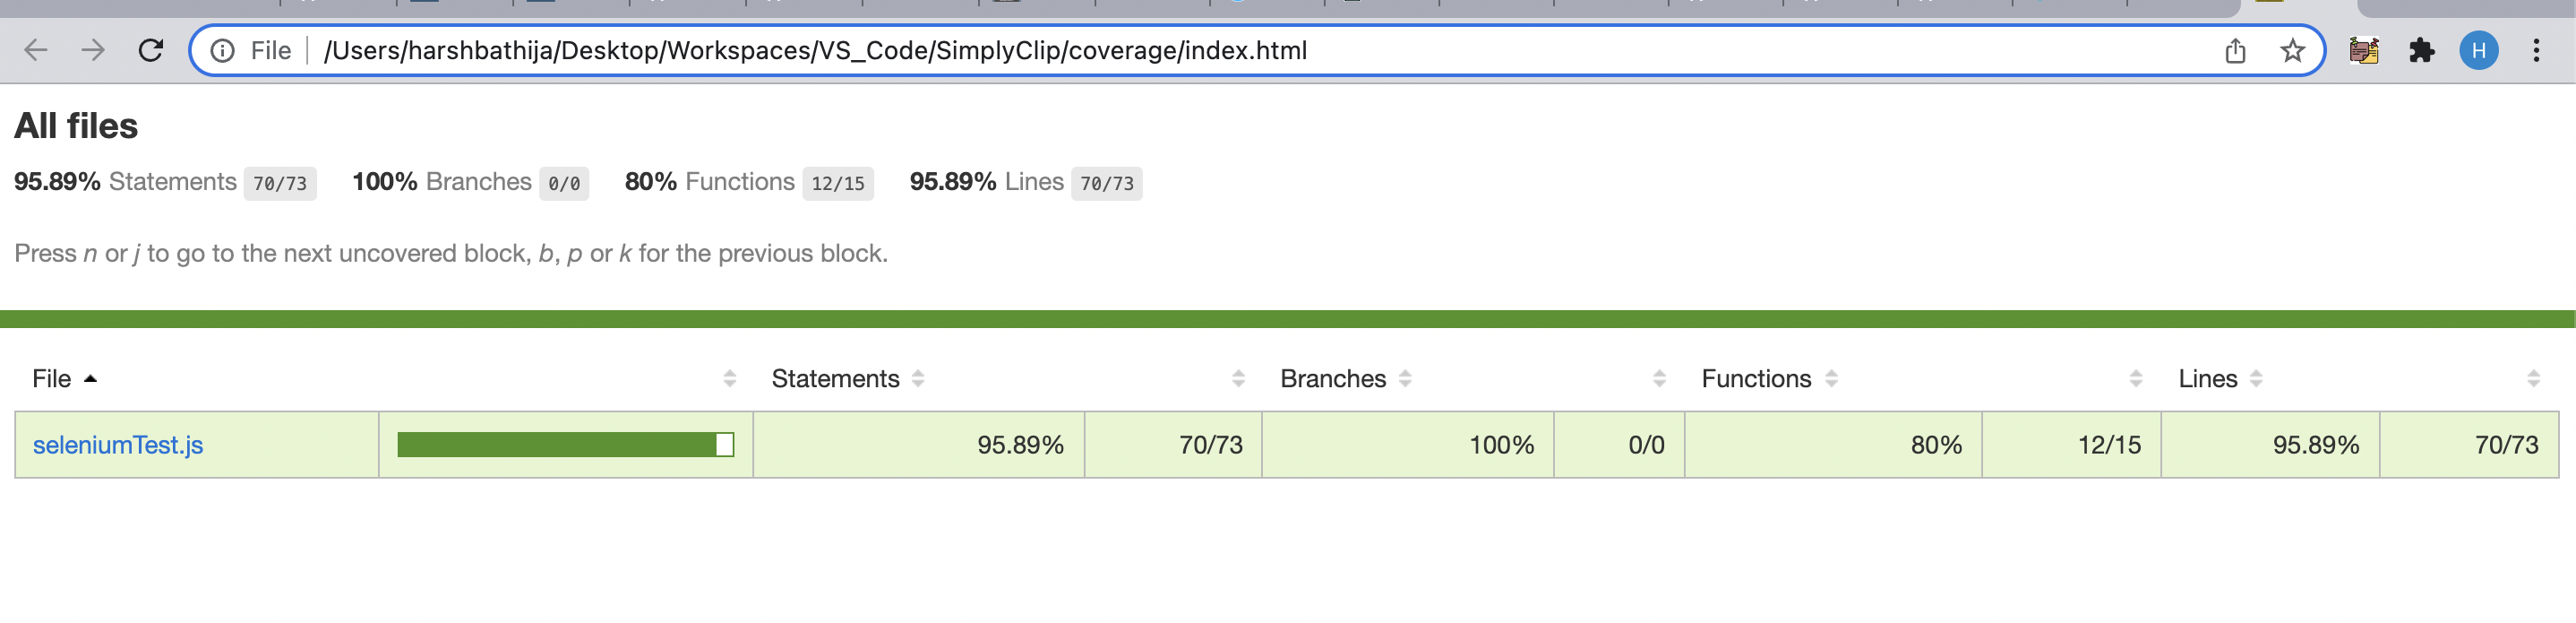 File /Users/harshbathija/Desktop/Workspaces/VS_Code/SimplyClip/coverage/index.html H
All files
95.89% Statements 70/73 100% Branches 0/0 80% Functions 12/15 95.89% Lines 70/73
Press n or j to go to the next uncovered block, b, p or k for the previous block.
File Statements Branches Functions Lines
seleniumTest.js 95.89% 70/73 100% 0/0 80% 12/15 95.89% 70/73